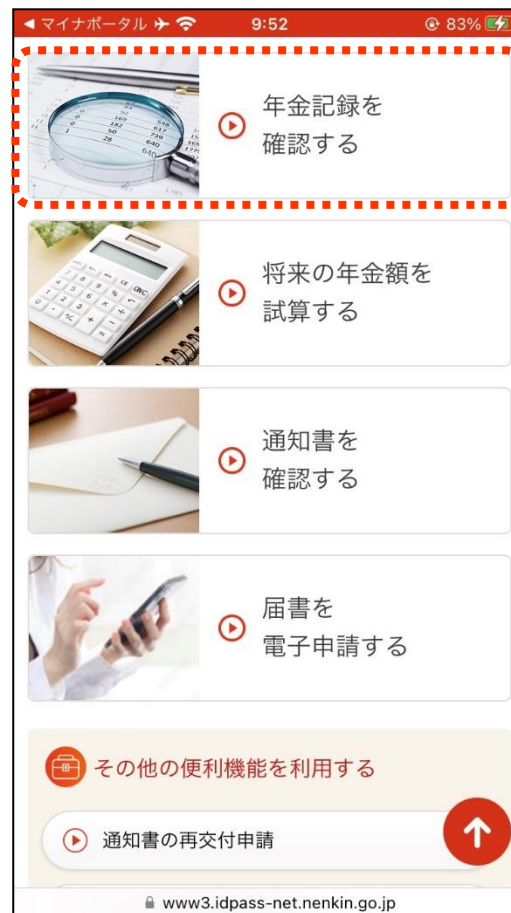 ◀ マイナポータル
9:52
83%
年金記録を
確認する
将来の年金額を
試算する
通知書を
確認する
届書を
電子申請する
その他の便利機能を利用する
通知書の再交付申請
www3.idpass-net.nenkin.go.jp